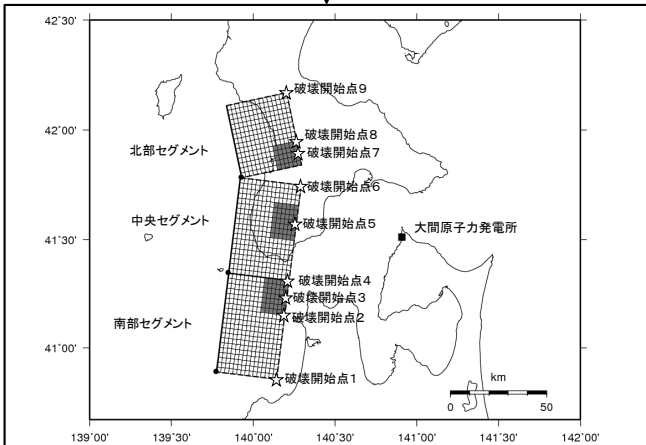 42°30'
42°00'
41°30'
41°00'
139°00'
139°30'
140°00'
140°30'
141°00'
141°30'
142°00'
破壊開始点9
破壊開始点8
破壊開始点7
北部セグメント
破壊開始点6
中央セグメント
破壊開始点5
大間原子力発電所
破壊開始点4
破壊開始点3
破壊開始点2
南部セグメント
破壊開始点1
km
0
50